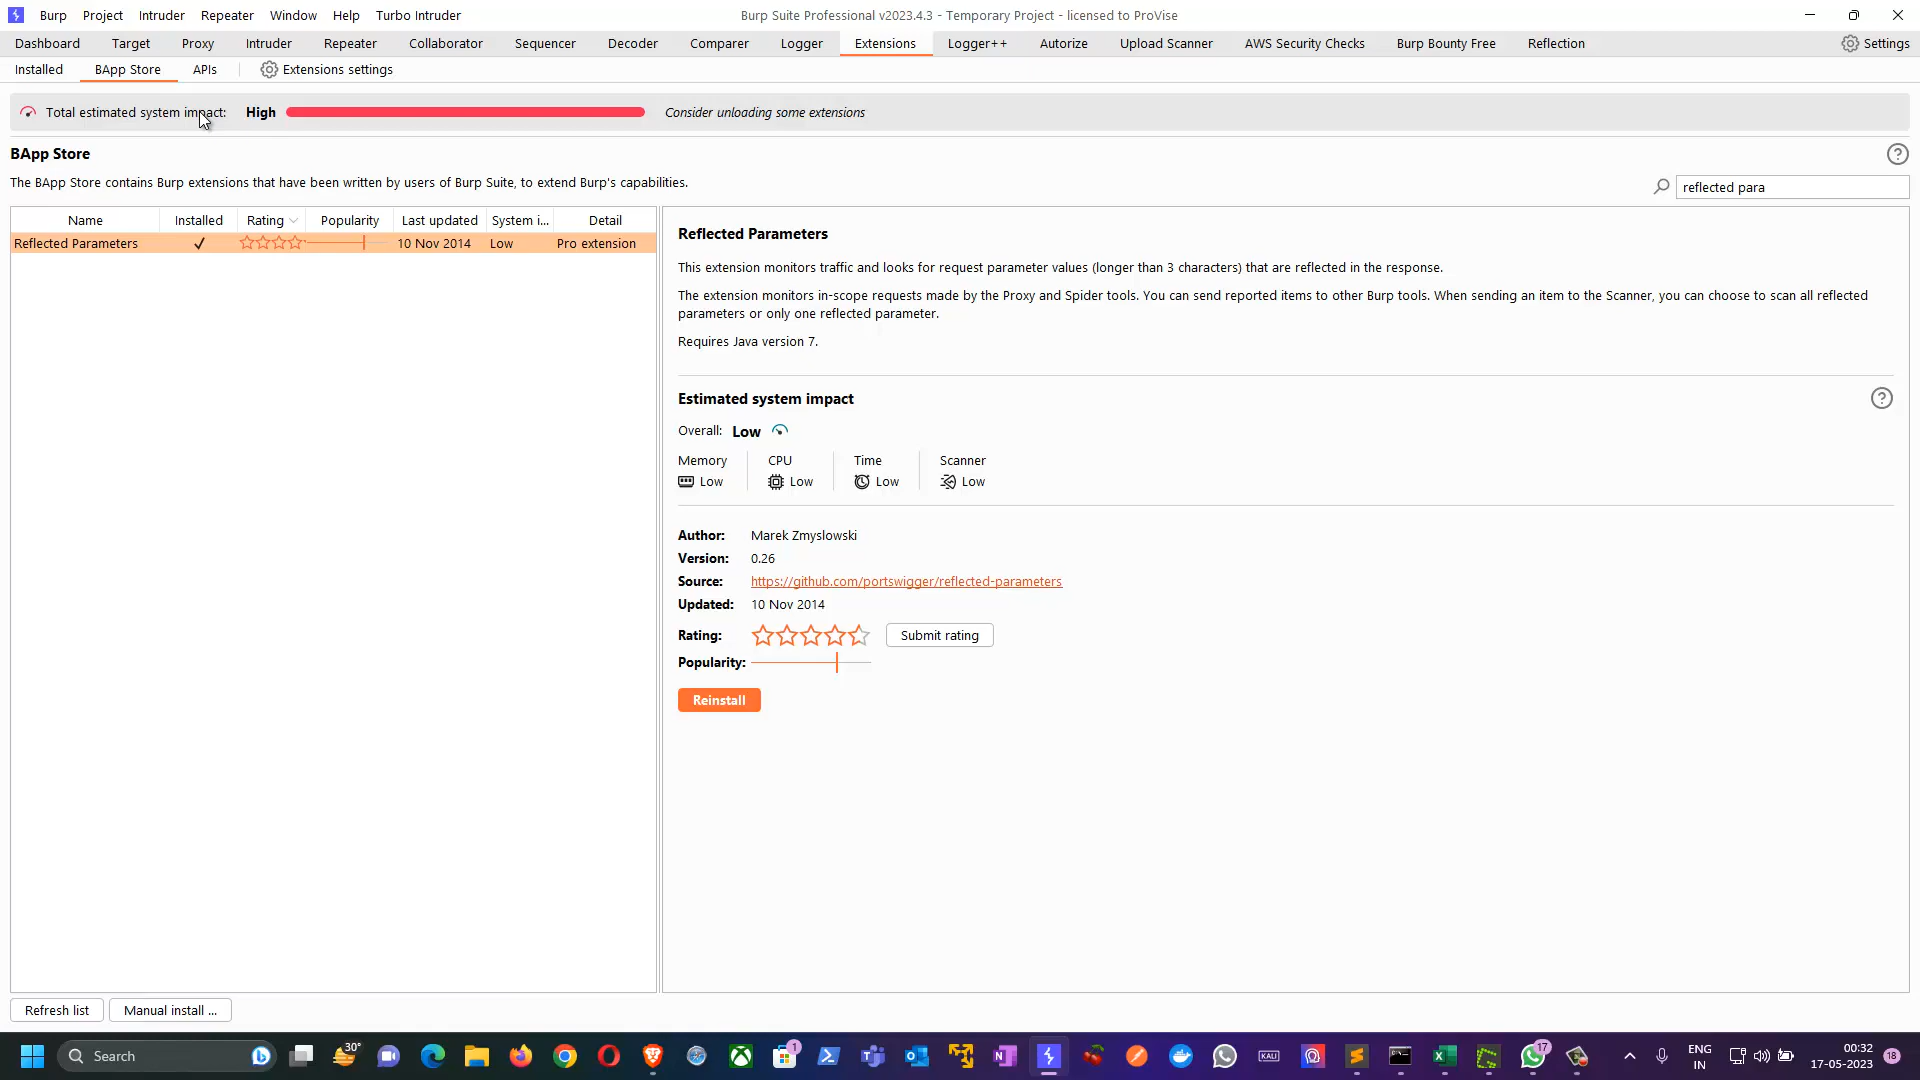 Burp Project Intruder Repeater Window Help Turbo Intruder Burp Suite Professional v2023.4.3 - Temporary Project - licensed to ProVise
Dashboard Target Proxy Intruder Repeater Collaborator Sequencer Decoder Comparer Logger Extensions Logger++ Autorize Upload Scanner AWS Security Checks Burp Bounty Free Reflection Settings
Installed BApp Store APIs Extensions settings
Total estimated system impact: High Consider unloading some extensions
BApp Store
The BApp Store contains Burp extensions that have been written by users of Burp Suite, to extend Burp's capabilities.
reflected para
Name Installed Rating Popularity Last updated System i... Detail
Reflected Parameters 10 Nov 2014 Low Pro extension
Reflected Parameters
This extension monitors traffic and looks for request parameter values (longer than 3 characters) that are reflected in the response.
The extension monitors in-scope requests made by the Proxy and Spider tools. You can send reported items to other Burp tools. When sending an item to the Scanner, you can choose to scan all reflected
parameters or only one reflected parameter.
Requires Java version 7.
Estimated system impact
Overall: Low
Memory CPU Time Scanner
Low Low Low Low
Author: Marek Zmyslowski
Version: 0.26
Source: https://github.com/portswigger/reflected-parameters
Updated: 10 Nov 2014
Rating: Submit rating
Popularity:
Reinstall
Refresh list Manual install ...
Search 30° 1 KALI 17 ENG 00:32
IN 17-05-2023 18